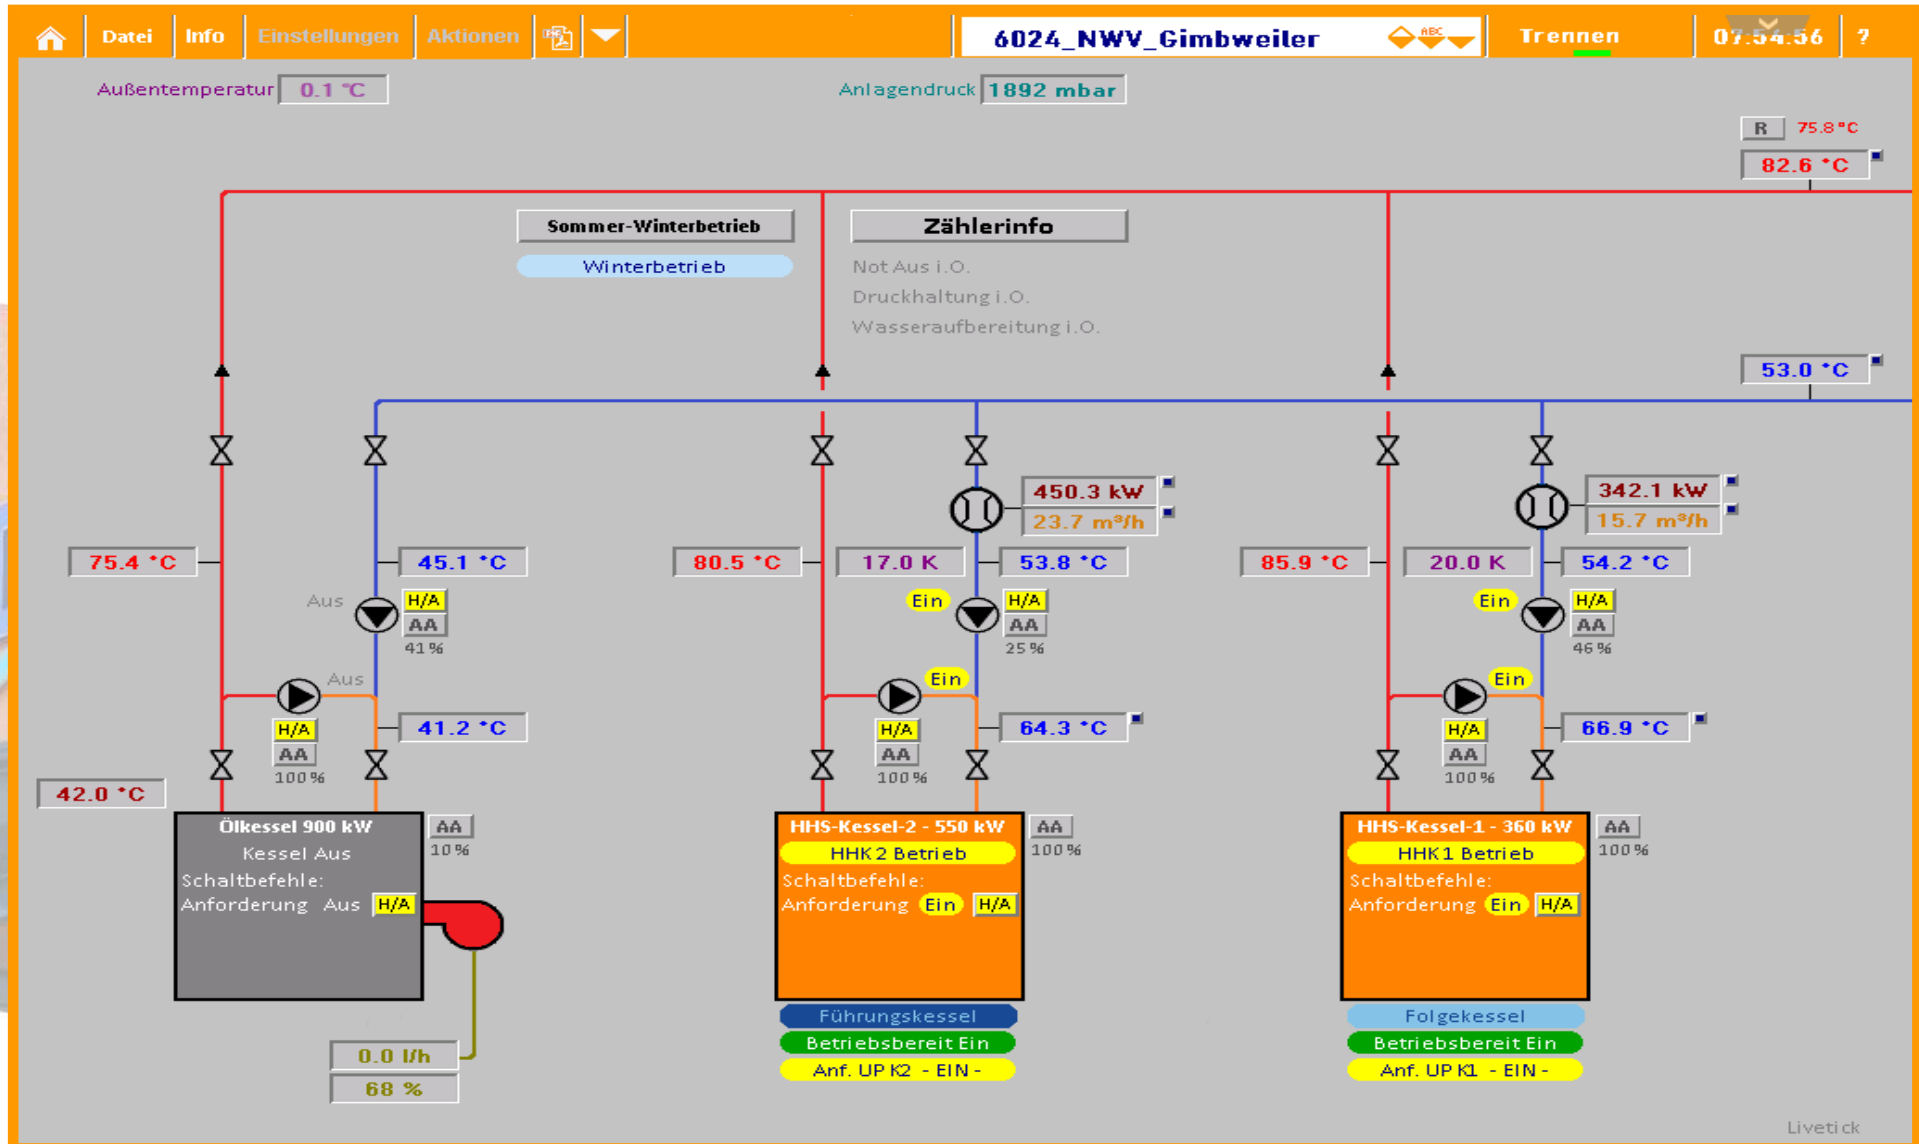 Datei Info Einstellungen Aktionen 6024_NWV_Gimbweiler ABC Trennen 07:54:56 ?
Außentemperatur 0.1 °C Anlagendruck 1892 mbar
R 75.8°C
82.6 °C
Sommer-Winterbetrieb Zählerinfo
Winterbetrieb Not Aus i.O.
Druckhaltung i.O.
Wasseraufbereitung i.O.
53.0 °C
450.3 kW 342.1 kW
23.7 m³/h 15.7 m³/h
75.4 °C 45.1 °C 80.5 °C 17.0 K 53.8 °C 85.9 °C 20.0 K 54.2 °C
Aus H/A Ein H/A Ein H/A
AA AA AA
41% 25% 46%
Aus Ein Ein
H/A 41.2 °C H/A 64.3 °C H/A 66.9 °C
AA AA AA
100% 100% 100%
42.0 °C
Ölkessel 900 kW AA HHS-Kessel-2 - 550 kW AA HHS-Kessel-1 - 360 kW AA
Kessel Aus 10% HHK 2 Betrieb 100% HHK 1 Betrieb 100%
Schaltbefehle: Schaltbefehle: Schaltbefehle:
Anforderung Aus H/A Anforderung Ein H/A Anforderung Ein H/A
Führungskessel Folgekessel
Betriebsbereit Ein Betriebsbereit Ein
0.0 l/h Anf. UP K2 - EIN - Anf. UP K1 - EIN -
68 %
Livetick